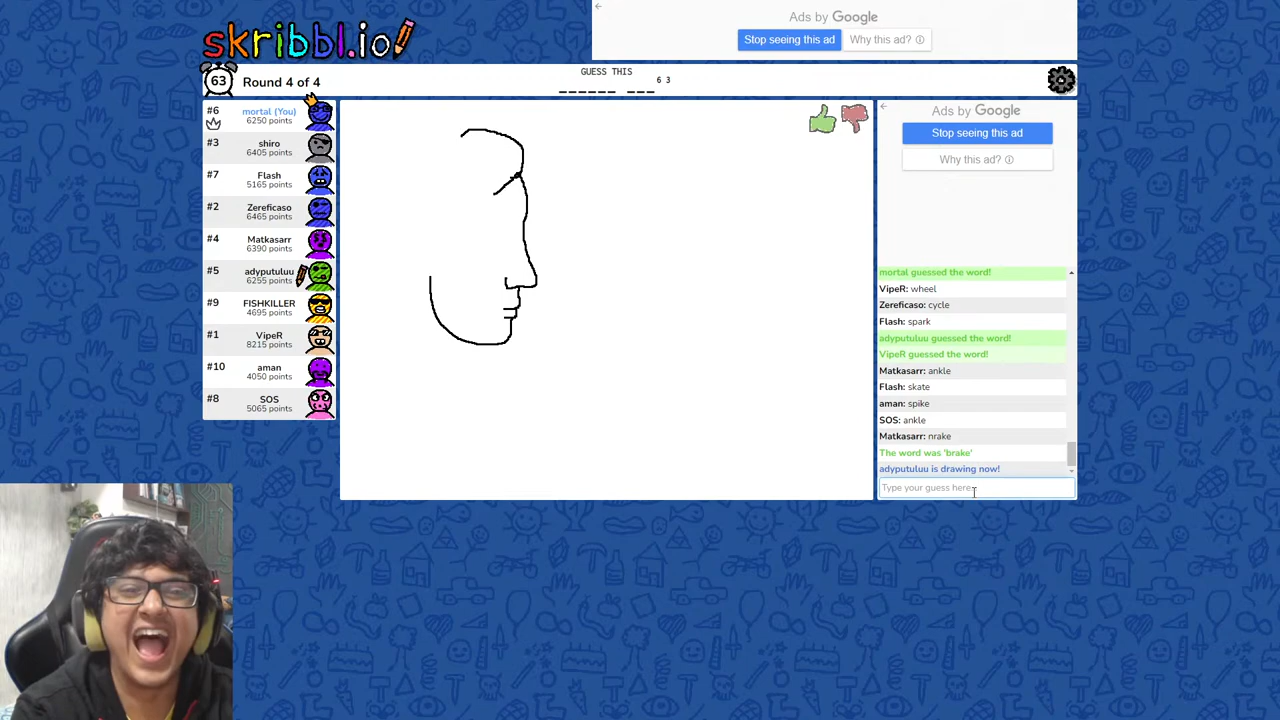 Ads by Google
Stop seeing this ad
Why this ad?
skribbl.io
63
Round 4 of 4
GUESS THIS
______ ___ 6 3
#6
mortal (You)
6250 points
#3
shiro
6405 points
#7
Flash
5165 points
#2
Zereficaso
6465 points
#4
Matkasarr
6390 points
#5
adyputuluu
6255 points
#9
FISHKILLER
4695 points
#1
VipeR
8215 points
#10
aman
4050 points
#8
SOS
5065 points
Ads by Google
Stop seeing this ad
Why this ad?
mortal guessed the word!
VipeR: wheel
Zereficaso: cycle
Flash: spark
adyputuluu guessed the word!
VipeR guessed the word!
Matkasarr: ankle
Flash: skate
aman: spike
SOS: ankle
Matkasarr: nrake
The word was 'brake'
adyputuluu is drawing now!
Type your guess here...